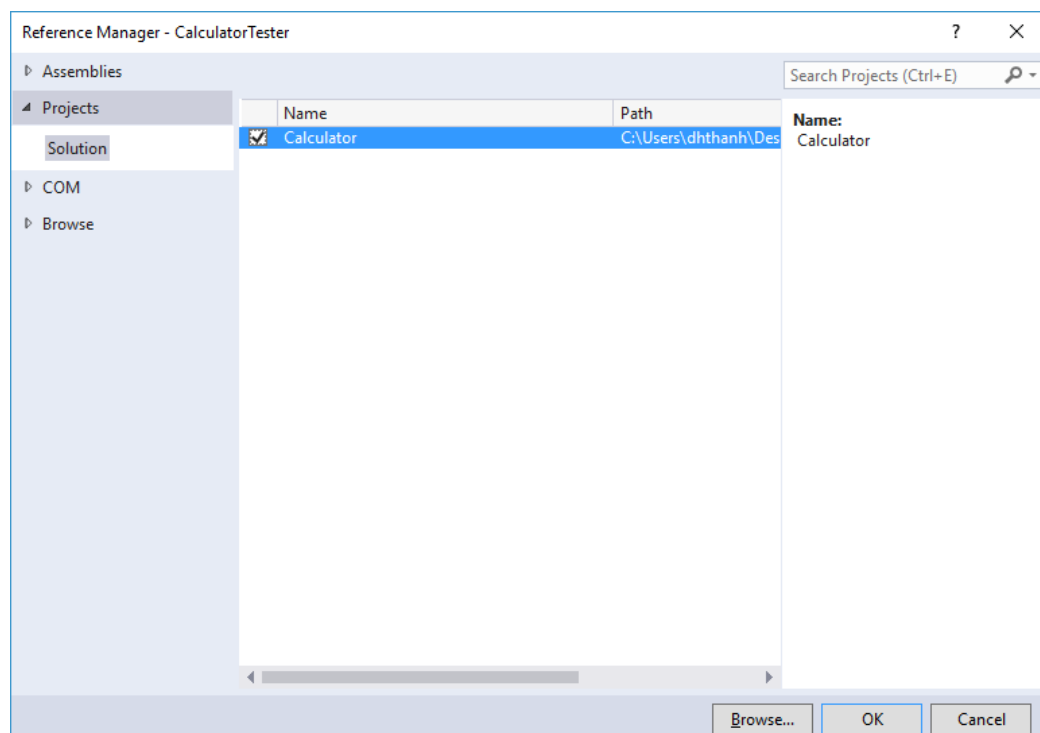 Reference Manager - CalculatorTester
?
Assemblies
Search Projects (Ctrl+E)
Projects
Name Path
Name:
Calculator C:\Users\dhthanh\Des
Calculator
Solution
COM
Browse
Browse... OK Cancel